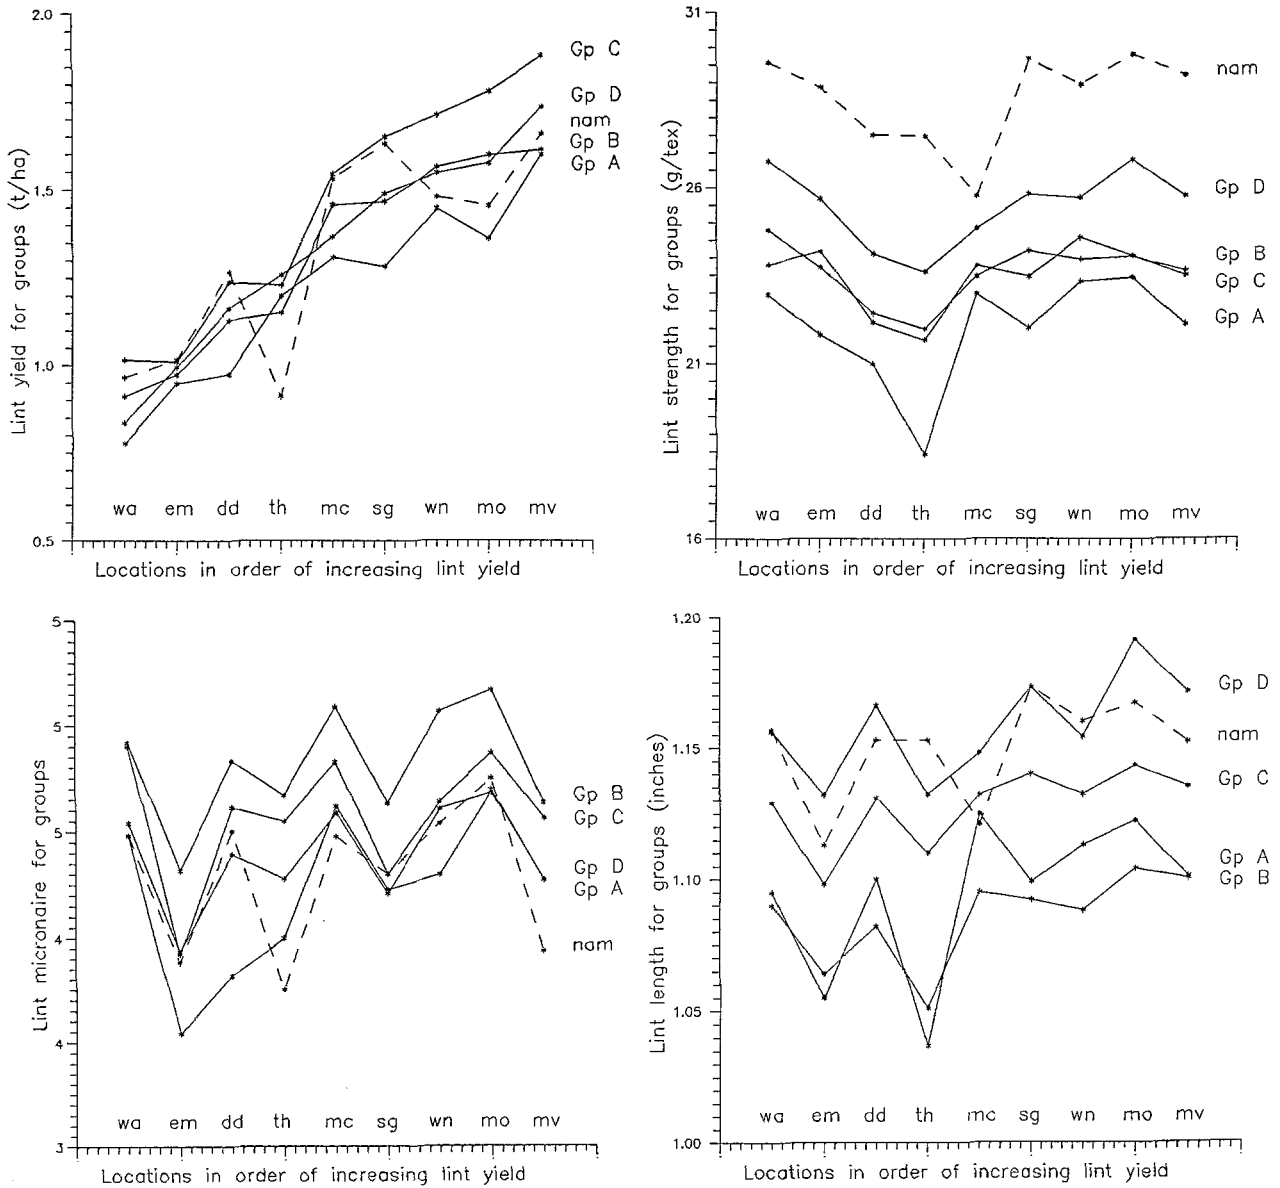 2.0
Gp C
Gp D
nam
Gp B
Gp A
1.5
1.0
0.5
Lint yield for groups (t/ha)
wa em dd th mc sg wn mo mv
Locations in order of increasing lint yield
31
nam
26
Gp D
Gp B
Gp C
Gp A
21
16
Lint strength for groups (g/tex)
wa em dd th mc sg wn mo mv
Locations in order of increasing lint yield
5
5
5
4
4
3
Gp B
Gp C
Gp D
Gp A
nam
Lint micronaire for groups
wa em dd th mc sg wn mo mv
Locations in order of increasing lint yield
1.20
Gp D
1.15
nam
Gp C
Gp A
1.10
Gp B
1.05
1.00
Lint length for groups (inches)
wa em dd th mc sg wn mo mv
Locations in order of increasing lint yield